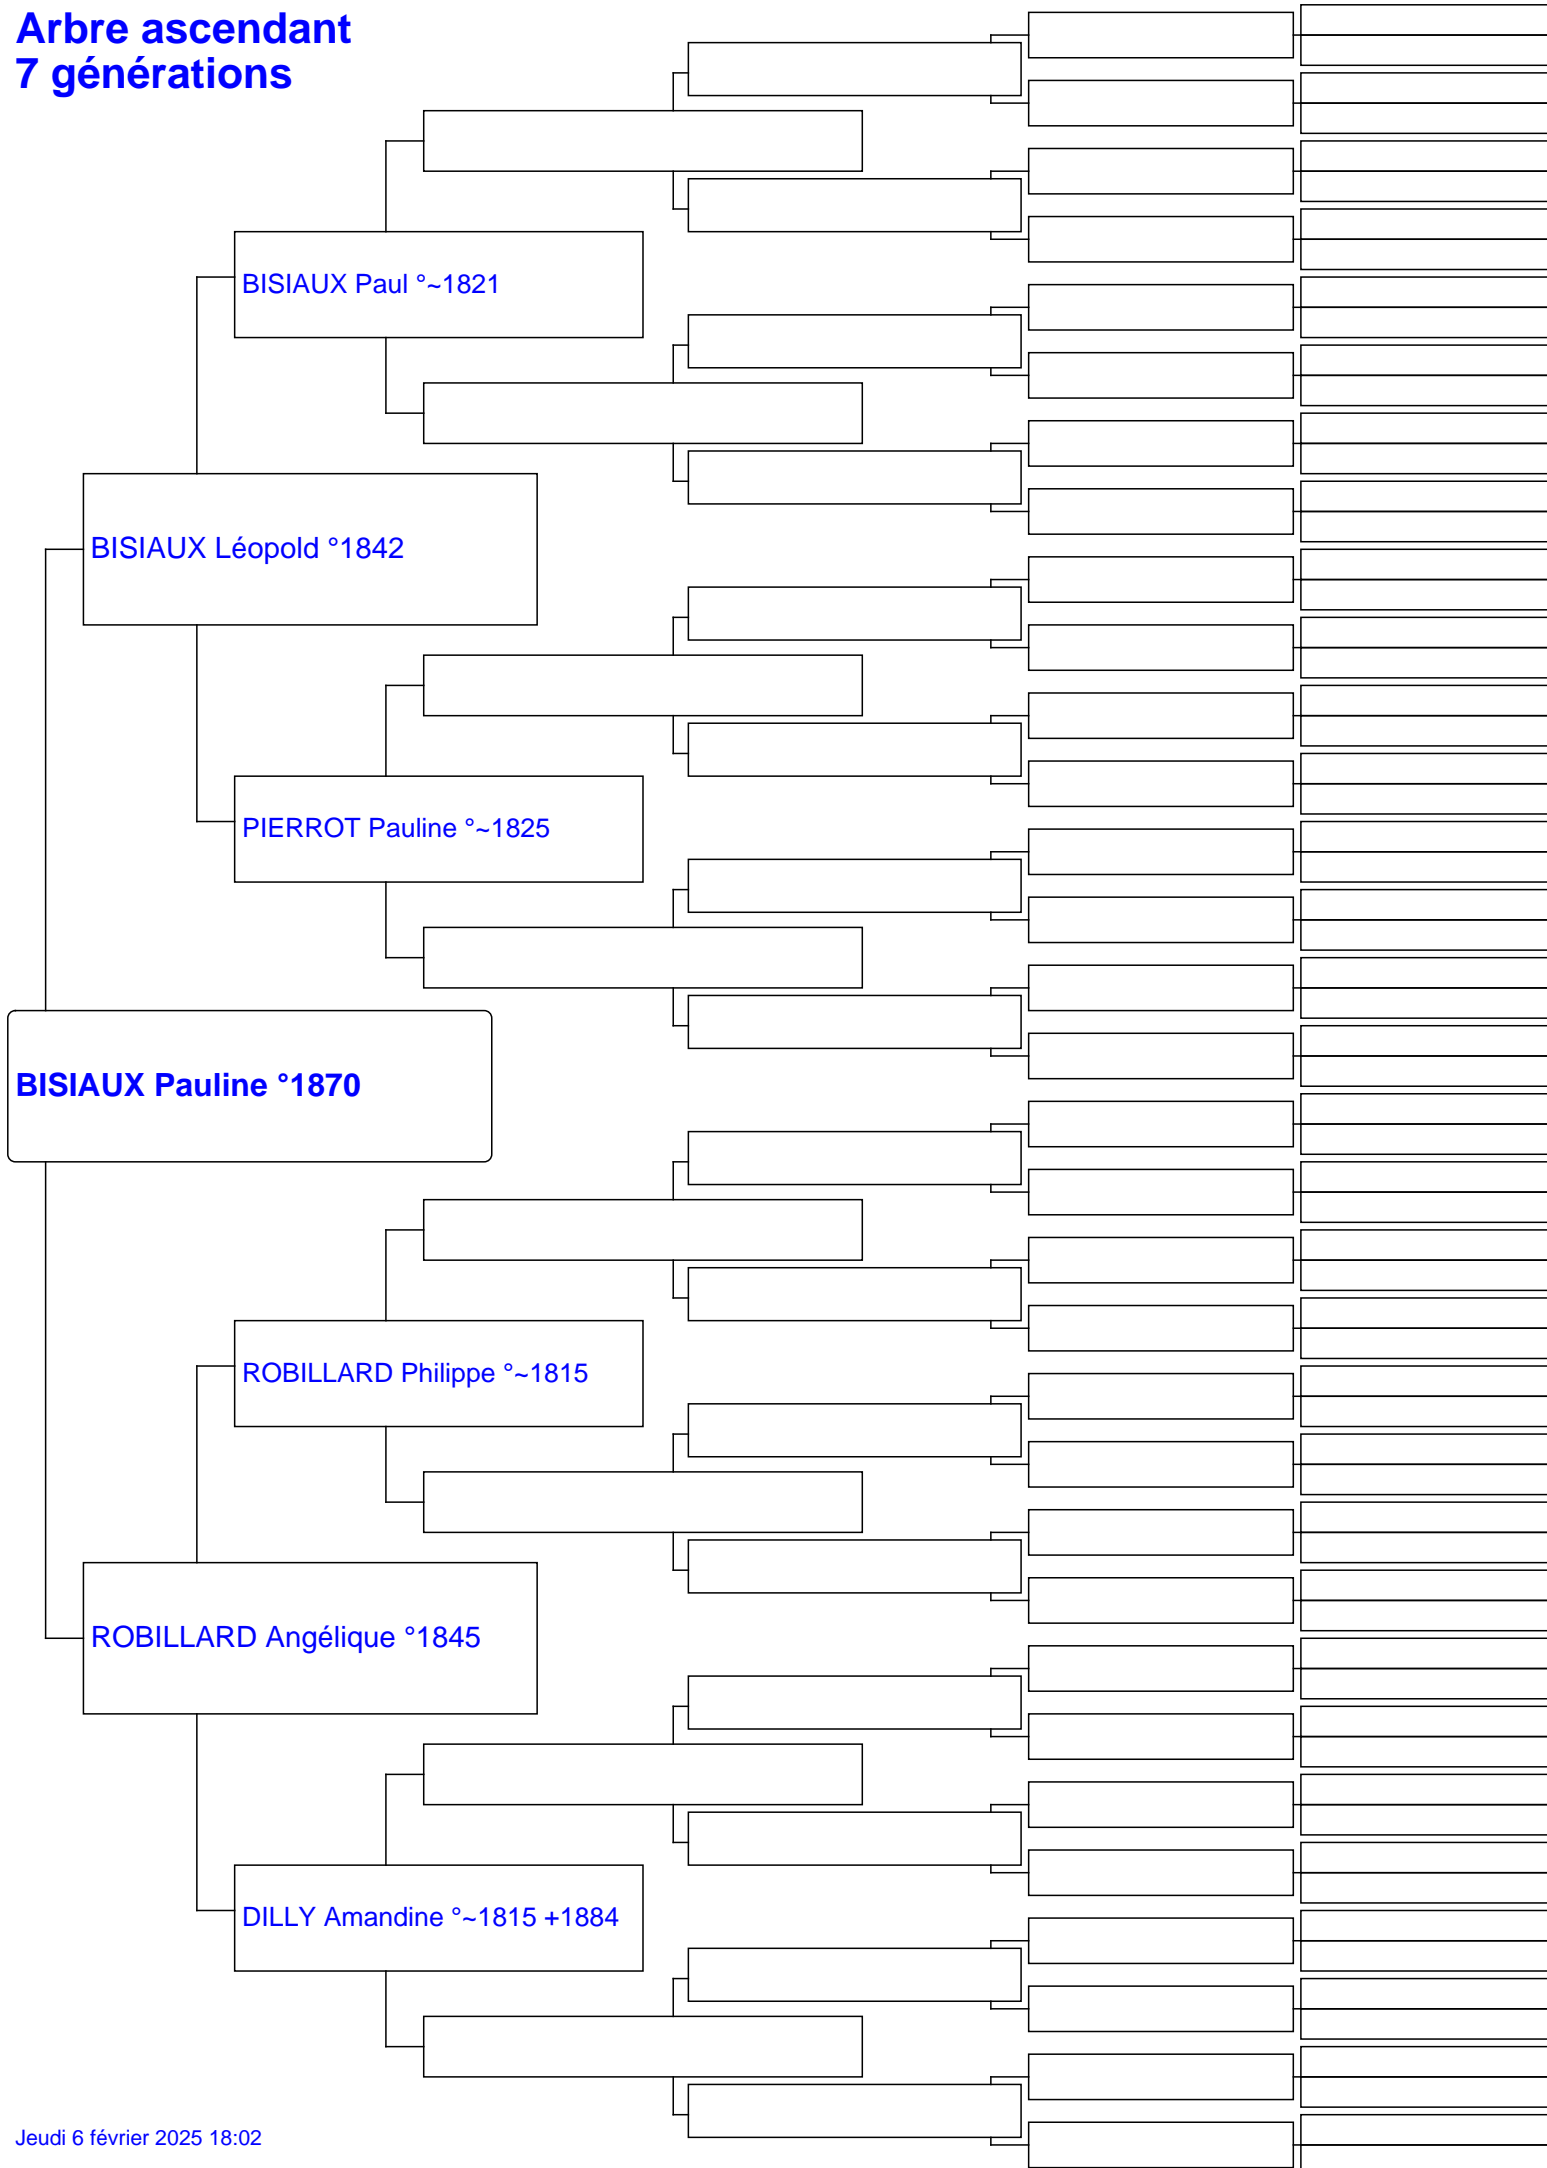 Arbre ascendant
7 générations
BISIAUX Paul °~1821
BISIAUX Léopold °1842
PIERROT Pauline °~1825
BISIAUX Pauline °1870
ROBILLARD Philippe °~1815
ROBILLARD Angélique °1845
DILLY Amandine °~1815 +1884
Jeudi 6 février 2025 18:02